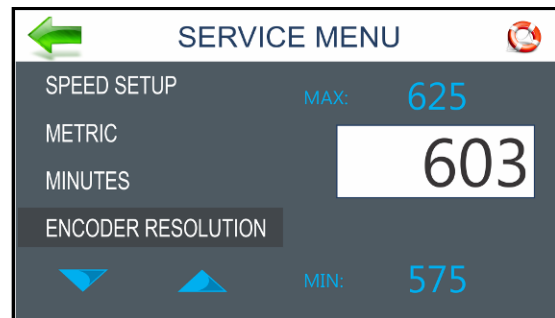 SERVICE MENU
SPEED SETUP
MAX: 625
METRIC
603
MINUTES
ENCODER RESOLUTION
MIN: 575